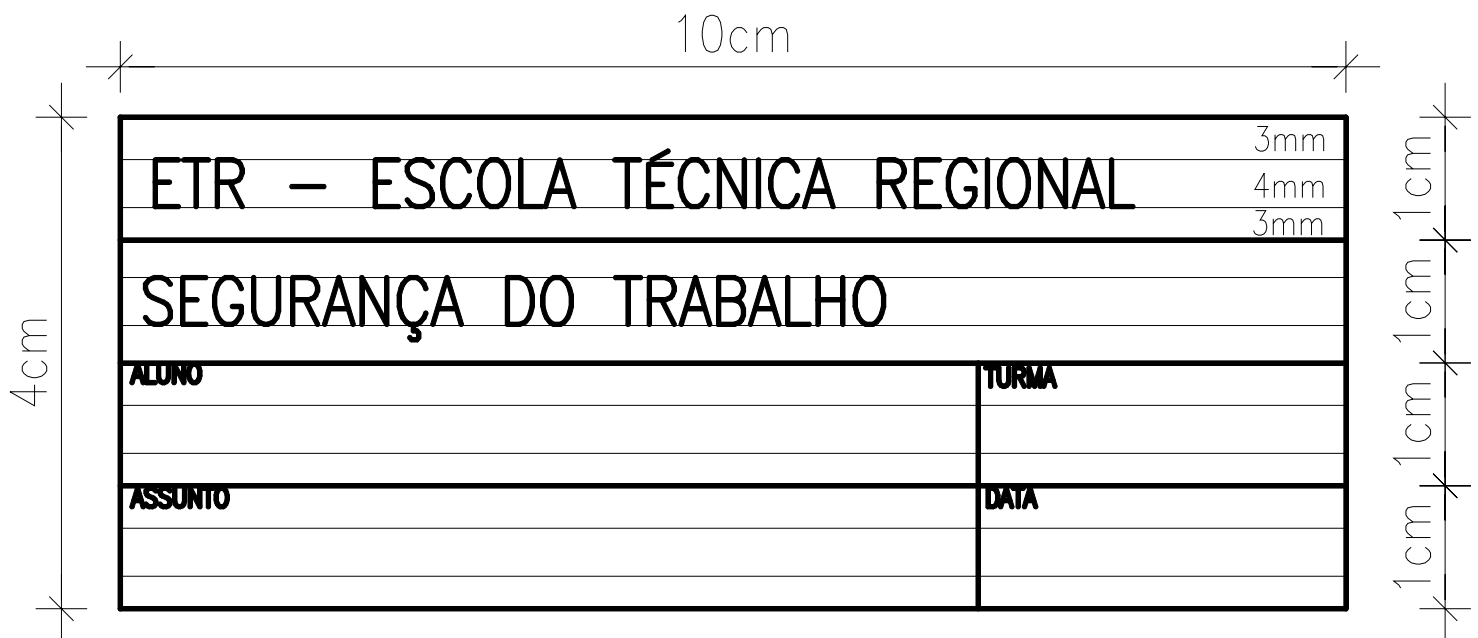 10cm
3mm
ETR - ESCOLA TÉCNICA REGIONAL
4mm
3mm
1cm
SEGURANÇA DO TRABALHO
1cm
4cm
ALUNO
TURMA
1cm
ASSUNTO
DATA
1cm